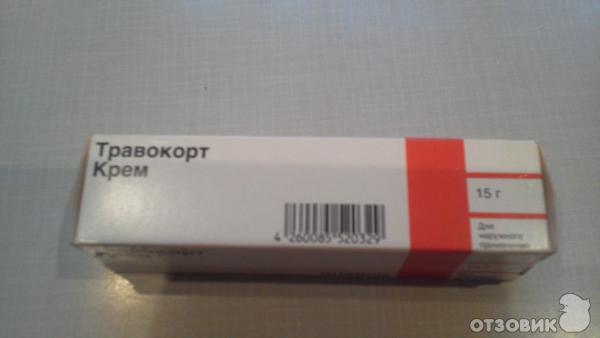 Травокорт
Крем
15 г
Для
наружного
применения
4 260085 520329
ОТЗОВИК